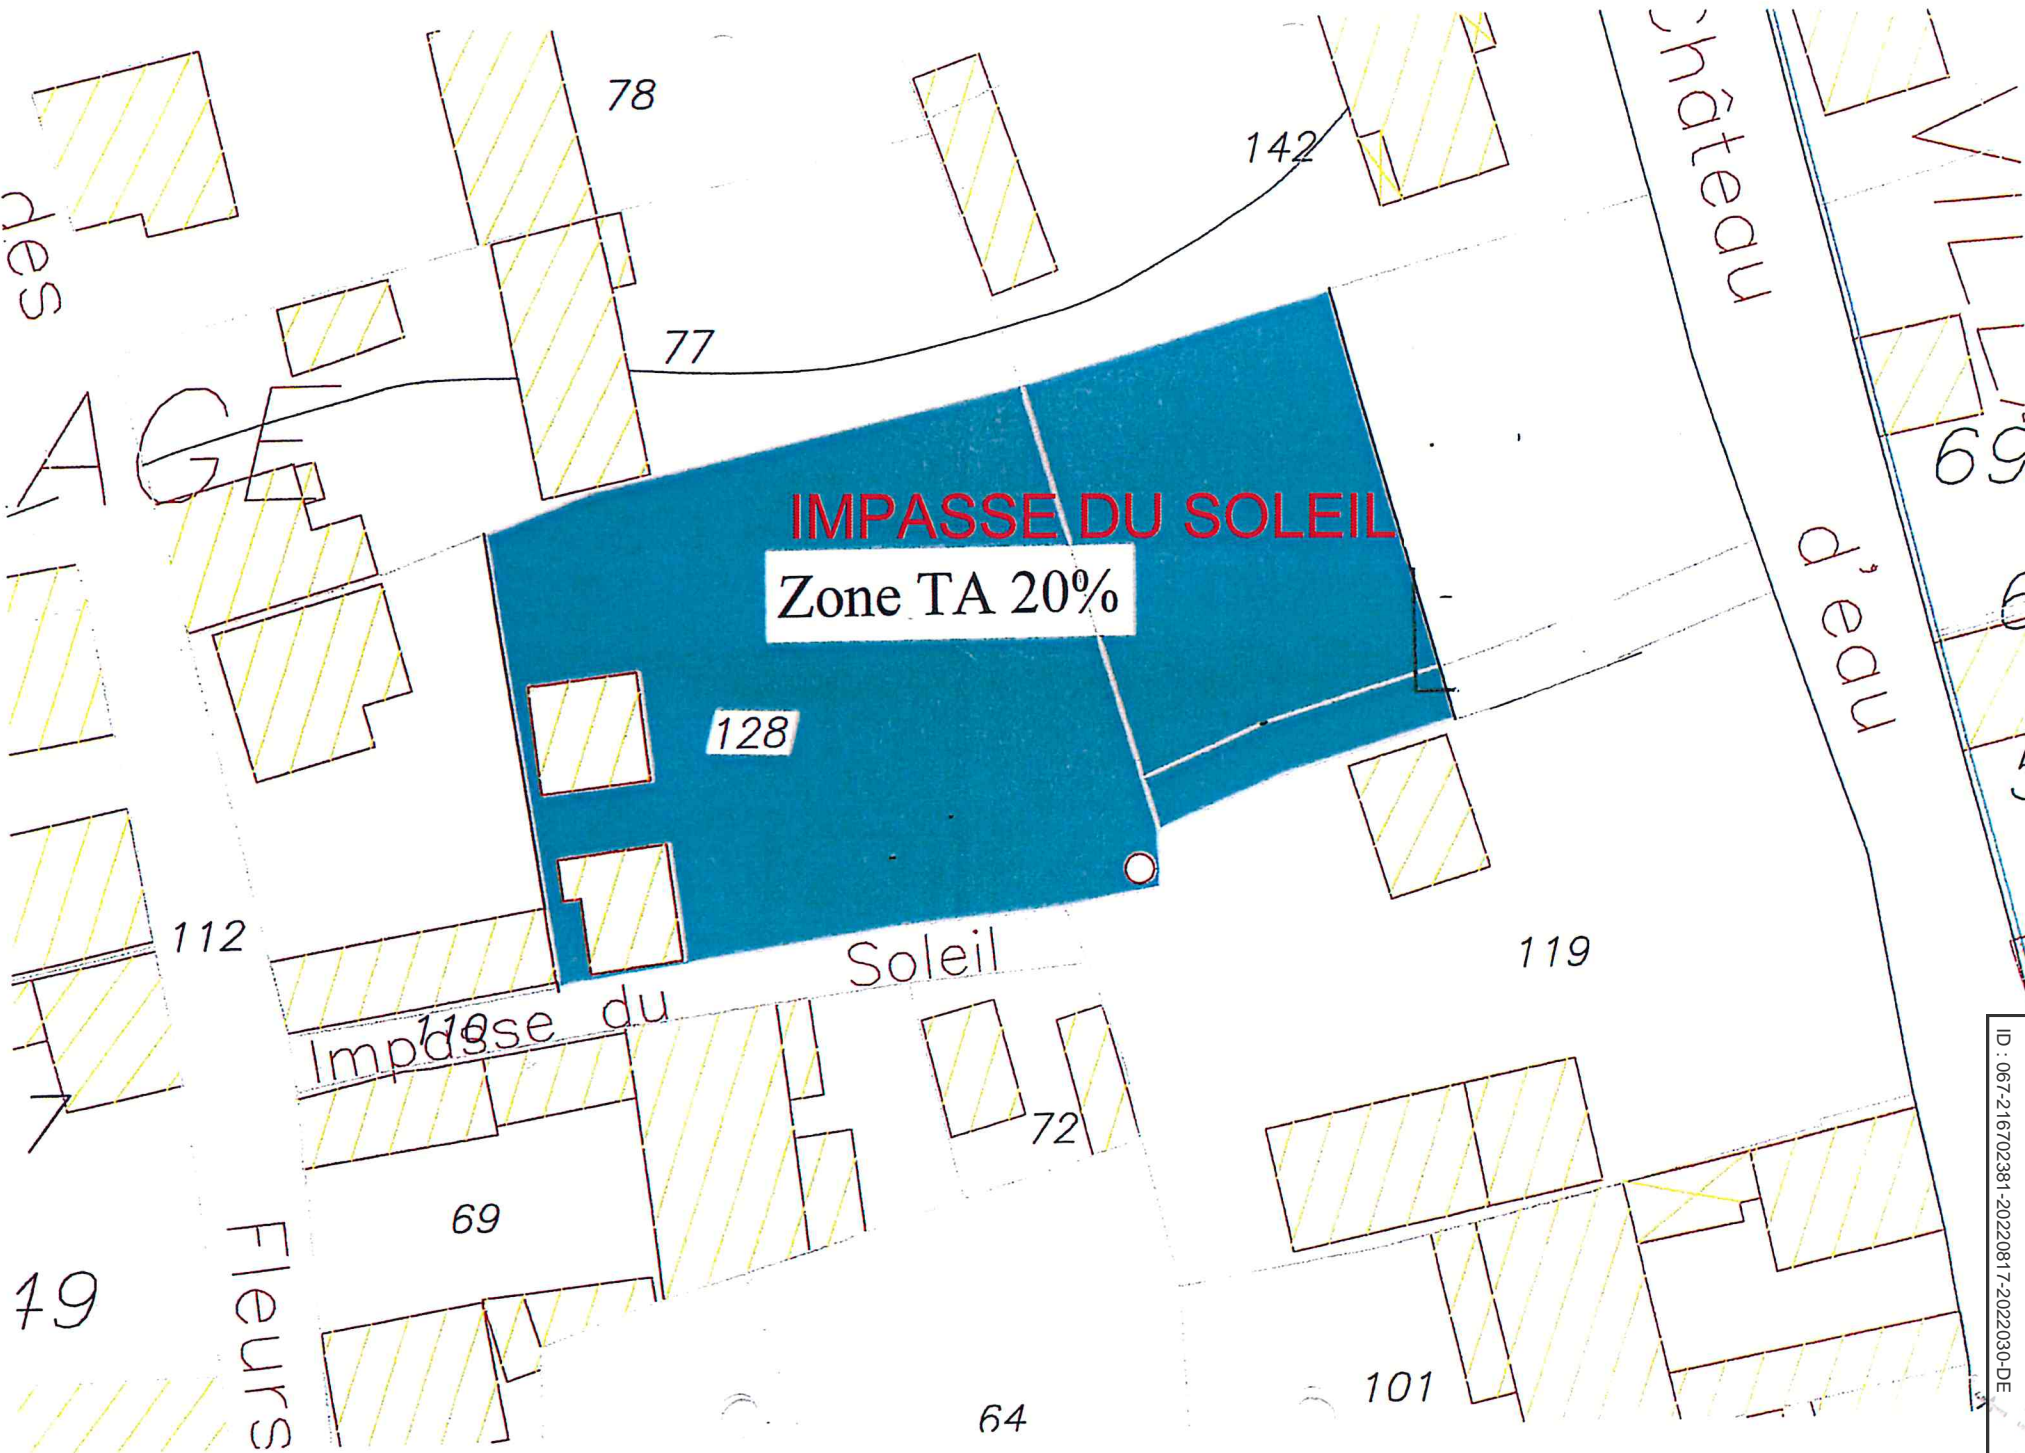 78
142
Château
des
77
AGE
69
IMPASSE DU SOLEIL
Zone TA 20%
d'eau
128
112
Soleil
119
Impasse du
72
69
19
Fleurs
101
64
ID : 067-216702381-20220817-2022030-DE